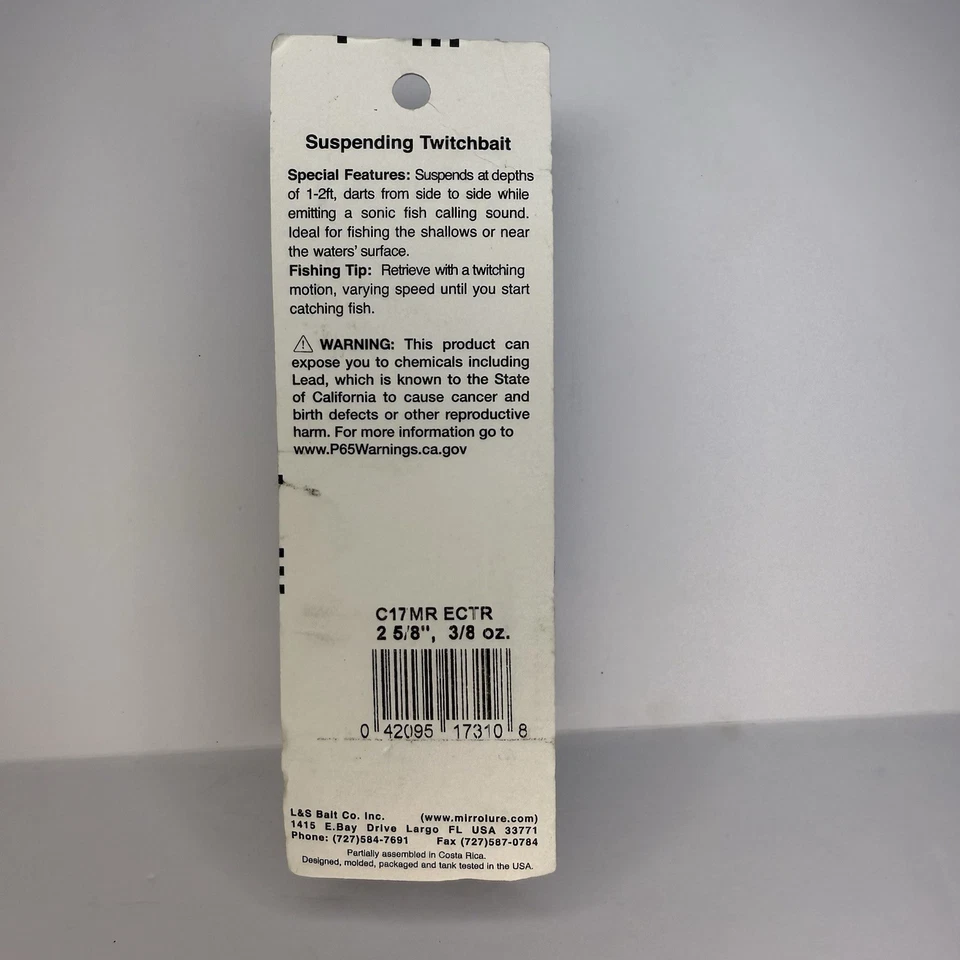 Suspending Twitchbait
Special Features: Suspends at depths
of 1-2ft, darts from side to side while
emitting a sonic fish calling sound.
Ideal for fishing the shallows or near
the waters' surface.
Fishing Tip: Retrieve with a twitching
motion, varying speed until you start
catching fish.
⚠ WARNING: This product can
expose you to chemicals including
Lead, which is known to the State
of California to cause cancer and
birth defects or other reproductive
harm. For more information go to
www.P65Warnings.ca.gov
C17MR ECTR
2 5/8", 3/8 oz.
0 42095 17310 8
L&S Bait Co. Inc. (www.mirrolure.com)
1415 E.Bay Drive Largo FL USA 33771
Phone: (727)584-7691 Fax (727)587-0784
Partially assembled in Costa Rica.
Designed, molded, packaged and tank tested in the USA.